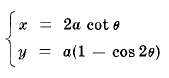 x = 2a cot θ
y = a(1 − cos 2θ)